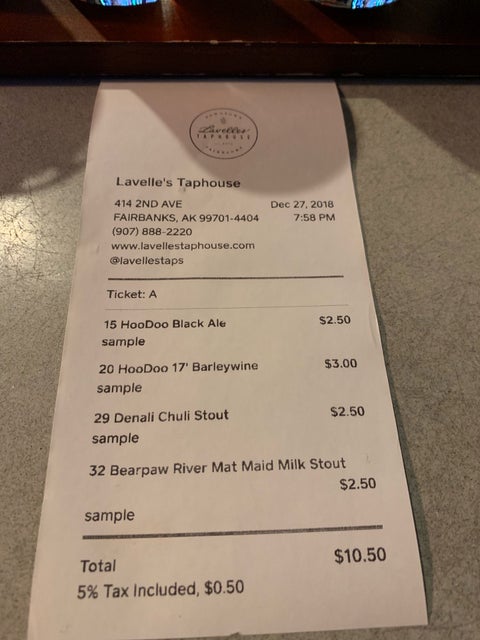 Lavelle's
TAPHOUSE
FAIRBANKS
Lavelle's Taphouse
414 2ND AVE Dec 27, 2018
FAIRBANKS, AK 99701-4404 7:58 PM
(907) 888-2220
www.lavellestaphouse.com
@lavellestaps
Ticket: A
15 HooDoo Black Ale $2.50
sample
20 HooDoo 17' Barleywine $3.00
sample
29 Denali Chuli Stout $2.50
sample
32 Bearpaw River Mat Maid Milk Stout
$2.50
sample
Total $10.50
5% Tax Included, $0.50